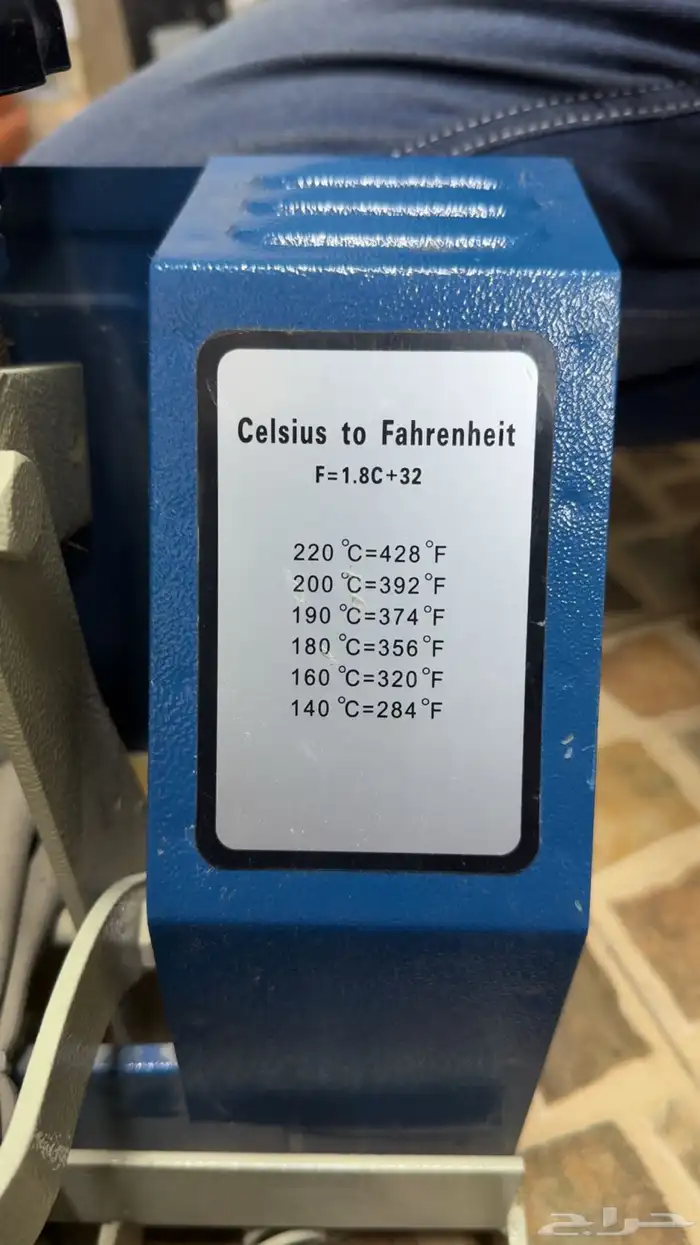 Celsius to Fahrenheit
F=1.8C+32
220 ℃=428°F
200 ℃=392°F
190 ℃=374°F
180 ℃=356°F
160 ℃=320°F
140 ℃=284°F
حراج